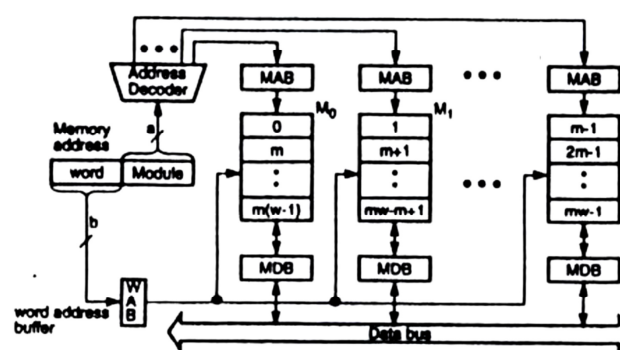 Address
Decoder
MAB
MAB
MAB
M0
M1
a
Memory
address
word
Module
0
m
m(w-1)
1
m+1
mw-m+1
m-1
2m-1
mw-1
b
MDB
MDB
MDB
W
A
B
word address
buffer
Data bus